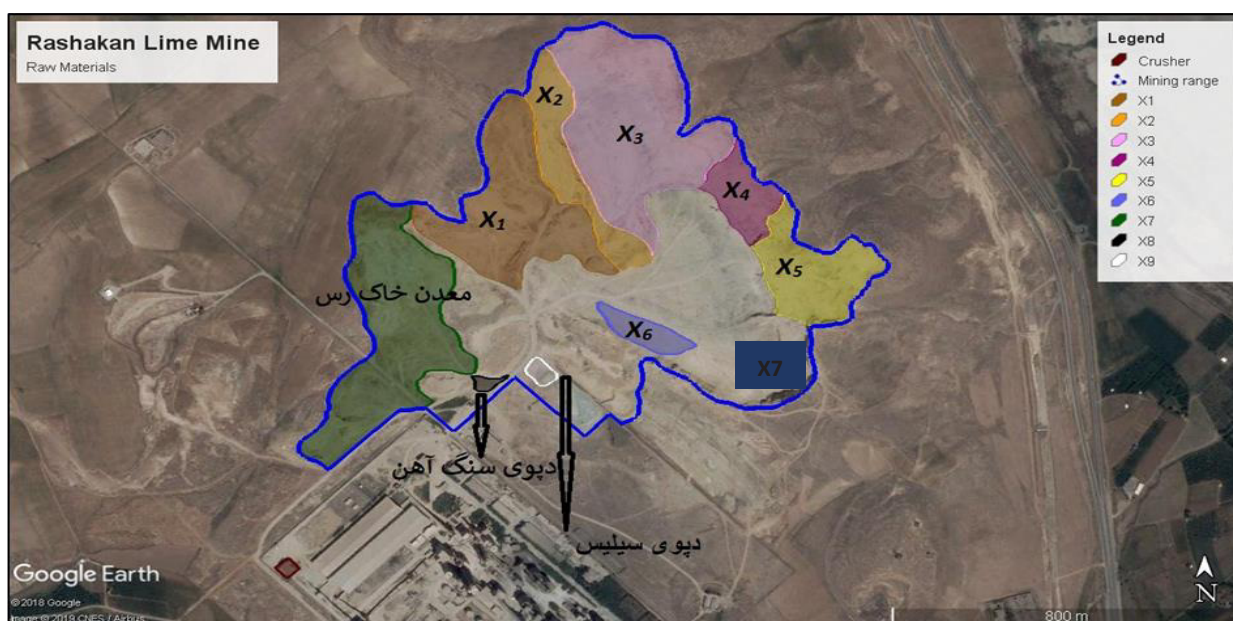 Rashakan Lime Mine
Raw Materials
Legend
Crusher
Mining range
X1
X2
X3
X4
X5
X6
X7
X8
X9
X2
X3
X4
X1
X5
معدن خاک رس
X6
X7
دپوی سنگ آهن
دپوی سیلیس
Google Earth
© 2018 Google
Image © 2019 CNES / Airbus
N
800 m